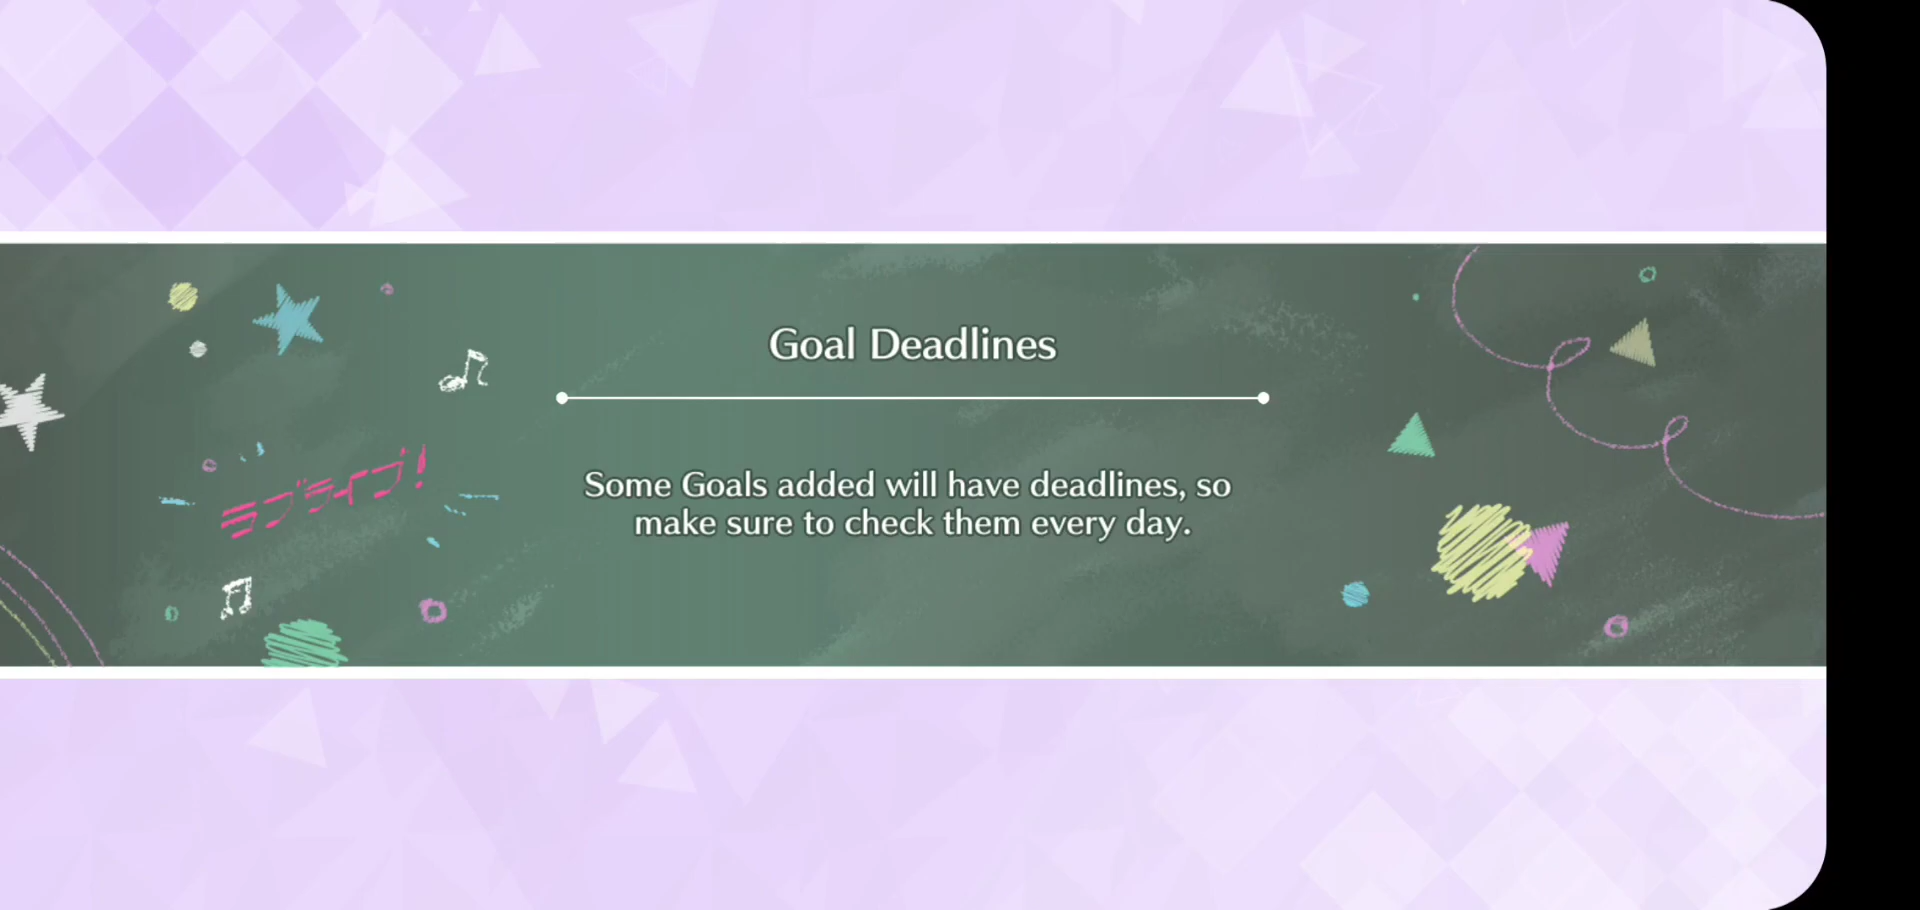 Goal Deadlines
ラブライブ!
Some Goals added will have deadlines, so
make sure to check them every day.